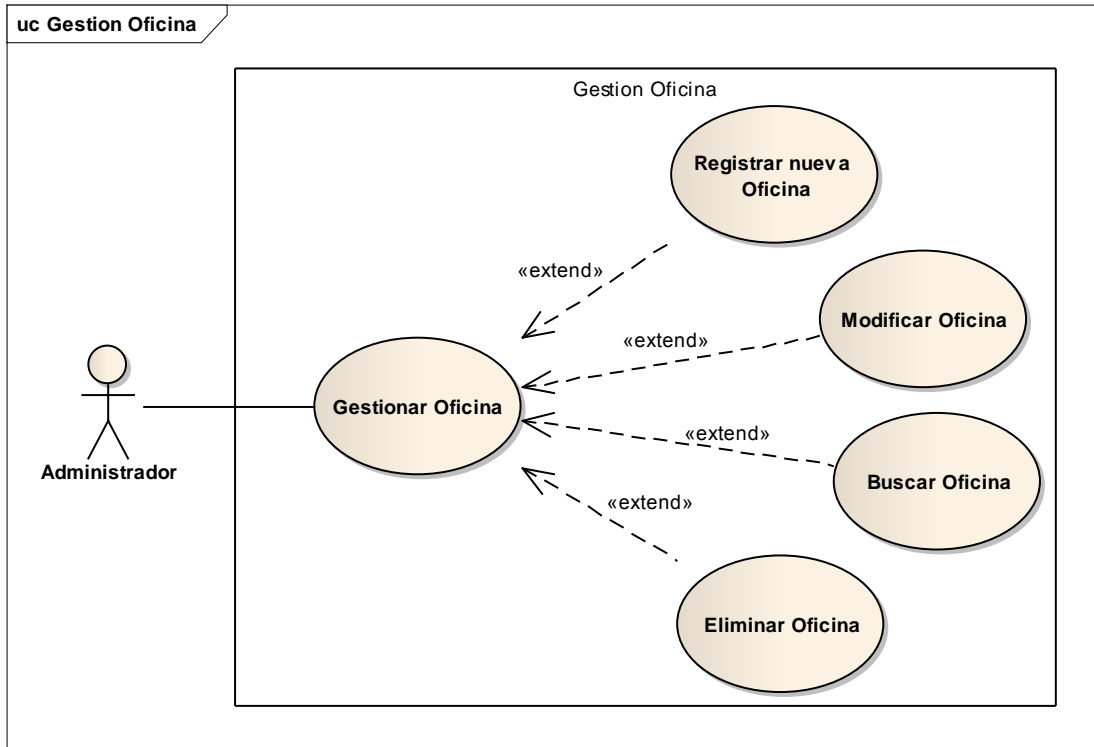 uc Gestion Oficina
Gestion Oficina
Registrar nueva
Oficina
«extend»
Modificar Oficina
«extend»
Gestionar Oficina
«extend»
Buscar Oficina
Administrador
«extend»
Eliminar Oficina